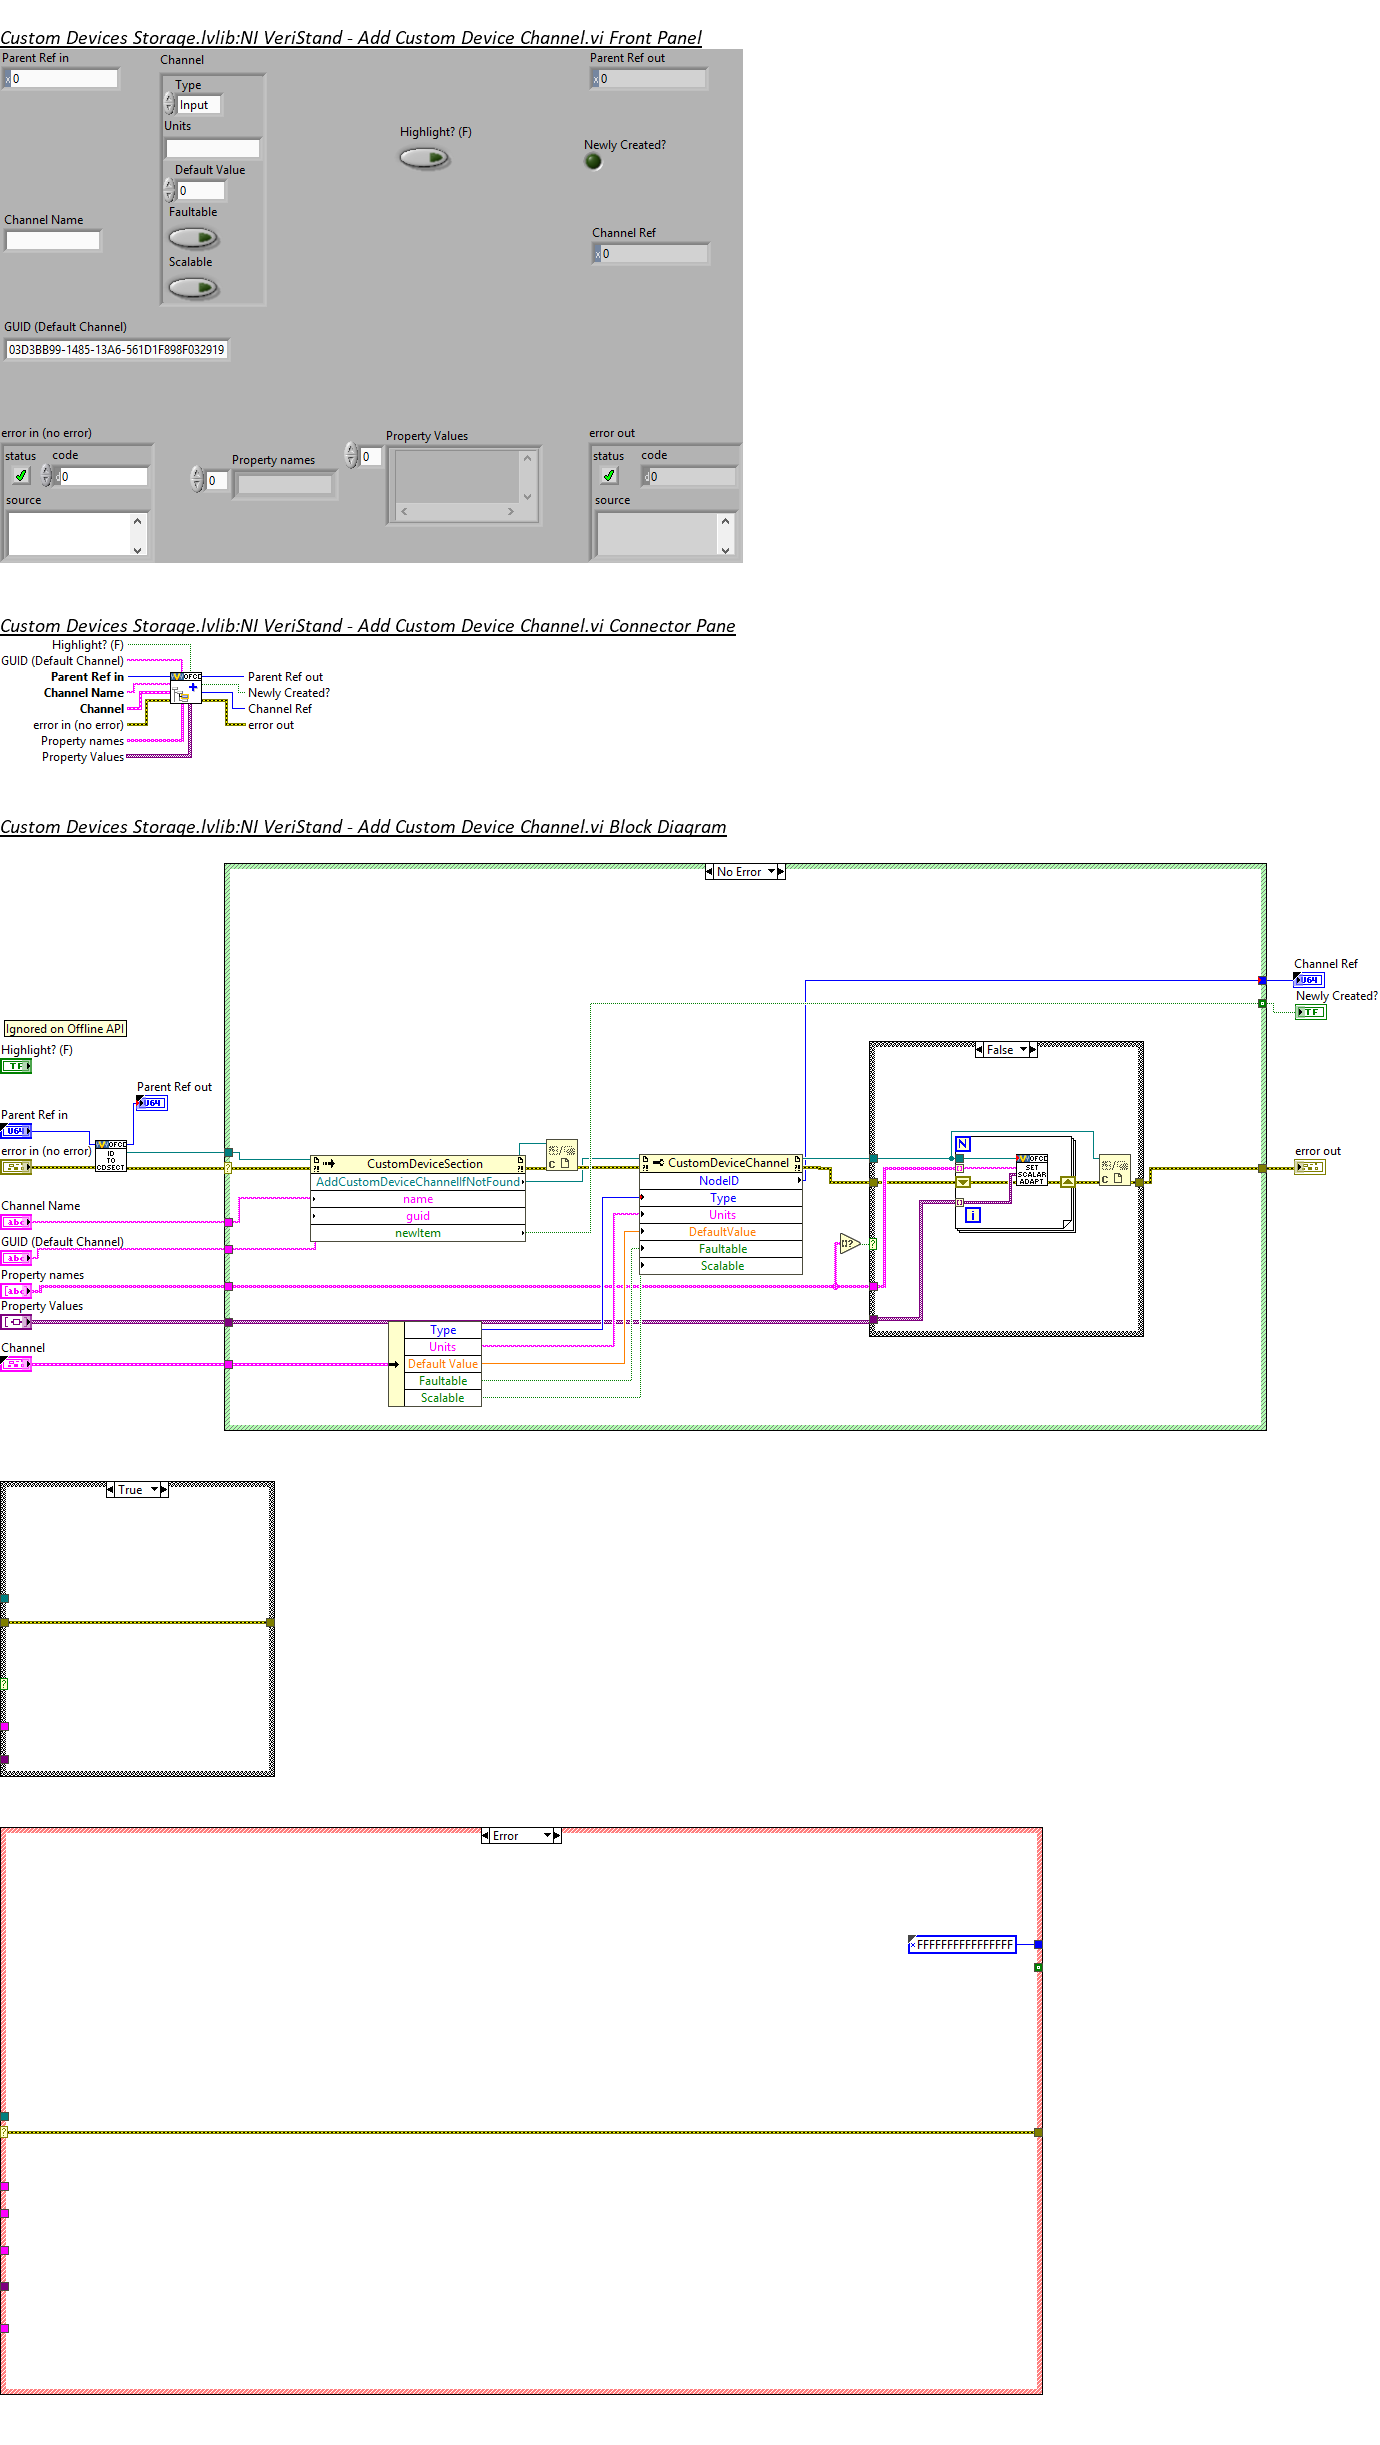 Custom Devices Storage.lvlib:NI VeriStand - Add Custom Device Channel.vi Front Panel
Parent Ref in
x 0
Channel
Type
Input
Units
Default Value
0
Faultable
Scalable
Highlight? (F)
Parent Ref out
x 0
Newly Created?
Channel Ref
x 0
Channel Name
GUID (Default Channel)
03D3BB99-1485-13A6-561D1F898F032919
error in (no error)
status
code
d 0
source
Property names
0
Property Values
0
error out
status
code
d 0
source
Custom Devices Storage.lvlib:NI VeriStand - Add Custom Device Channel.vi Connector Pane
Highlight? (F)
GUID (Default Channel)
Parent Ref in
Channel Name
Channel
error in (no error)
Property names
Property Values
OFCD
Parent Ref out
Newly Created?
Channel Ref
error out
Custom Devices Storage.lvlib:NI VeriStand - Add Custom Device Channel.vi Block Diagram
No Error
Channel Ref
U64
Newly Created?
TF
Ignored on Offline API
Highlight? (F)
TF
Parent Ref out
U64
Parent Ref in
U64
error in (no error)
OFCD
ID
TO
CDSECT
Channel Name
abc
GUID (Default Channel)
abc
Property names
abc
Property Values
Channel
CustomDeviceSection
AddCustomDeviceChannelIfNotFound
name
guid
newItem
C
CustomDeviceChannel
NodeID
Type
Units
DefaultValue
Faultable
Scalable
Type
Units
Default Value
Faultable
Scalable
False
N
OFCD
SET
SCALAR
ADAPT
i
C
error out
True
Error
x FFFFFFFFFFFFFFFF